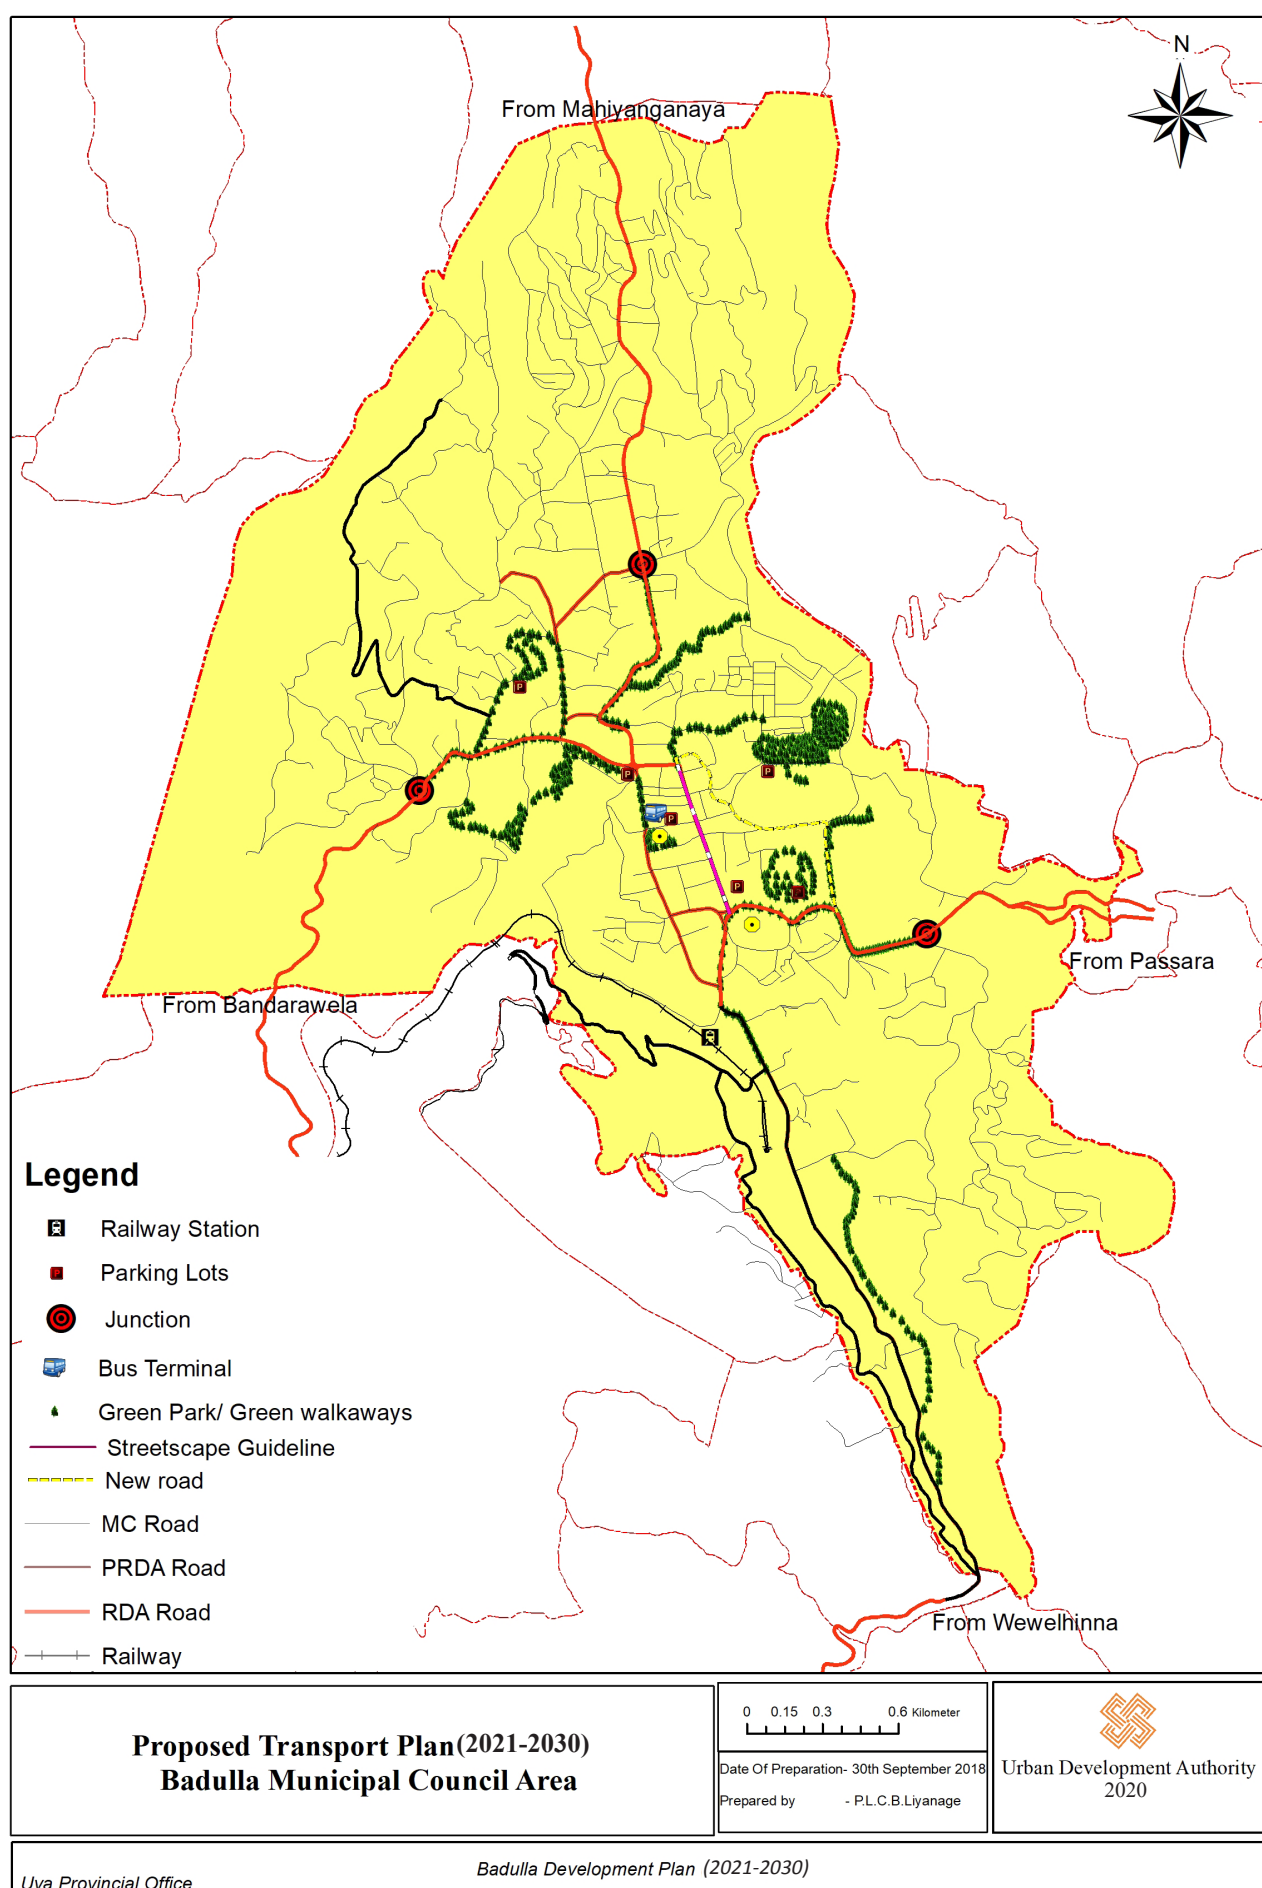 N
From Mahiyanganaya
From Passara
From Bandarawela
Legend
Railway Station
Parking Lots
Junction
Bus Terminal
Green Park/ Green walkaways
Streetscape Guideline
New road
MC Road
PRDA Road
RDA Road
Railway
From Wewelhinna
Proposed Transport Plan(2021-2030)
Badulla Municipal Council Area
0 0.15 0.3 0.6 Kilometer
Date Of Preparation- 30th September 2018
Prepared by - P.L.C.B.Liyanage
Urban Development Authority
2020
Badulla Development Plan (2021-2030)
Uva Provincial Office